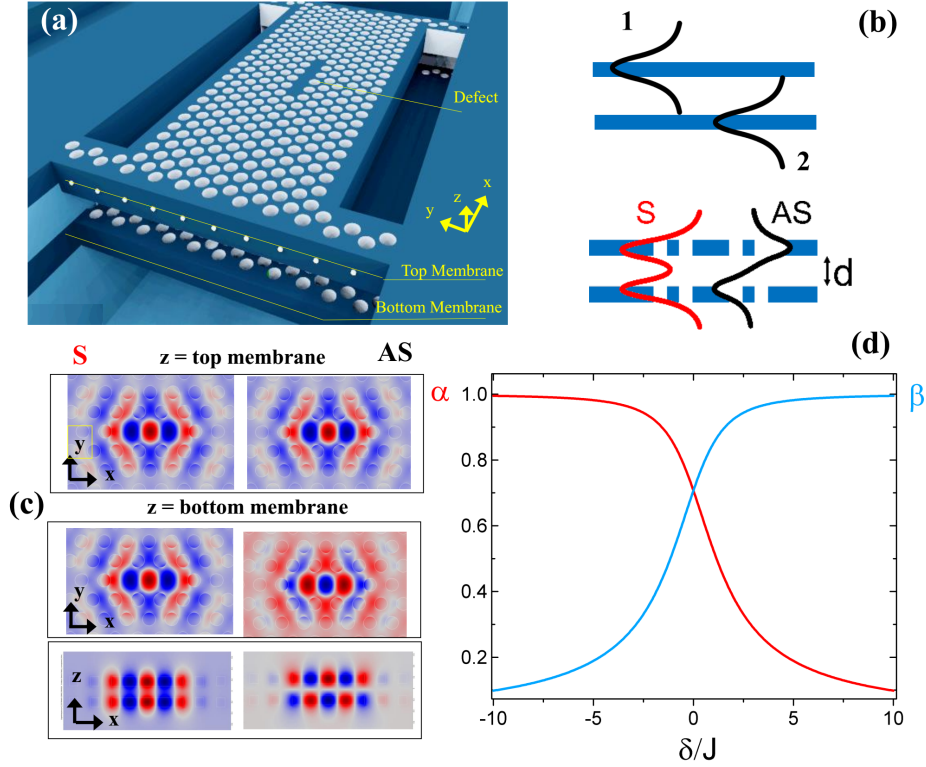 (a)
Defect
x
z
y
Top Membrane
Bottom Membrane
(b)
1
2
S
AS
d
(c)
S
z = top membrane
AS
y
x
z = bottom membrane
y
x
z
x
(d)
α
β
1.0
0.8
0.6
0.4
0.2
-10
-5
0
5
10
δ/J